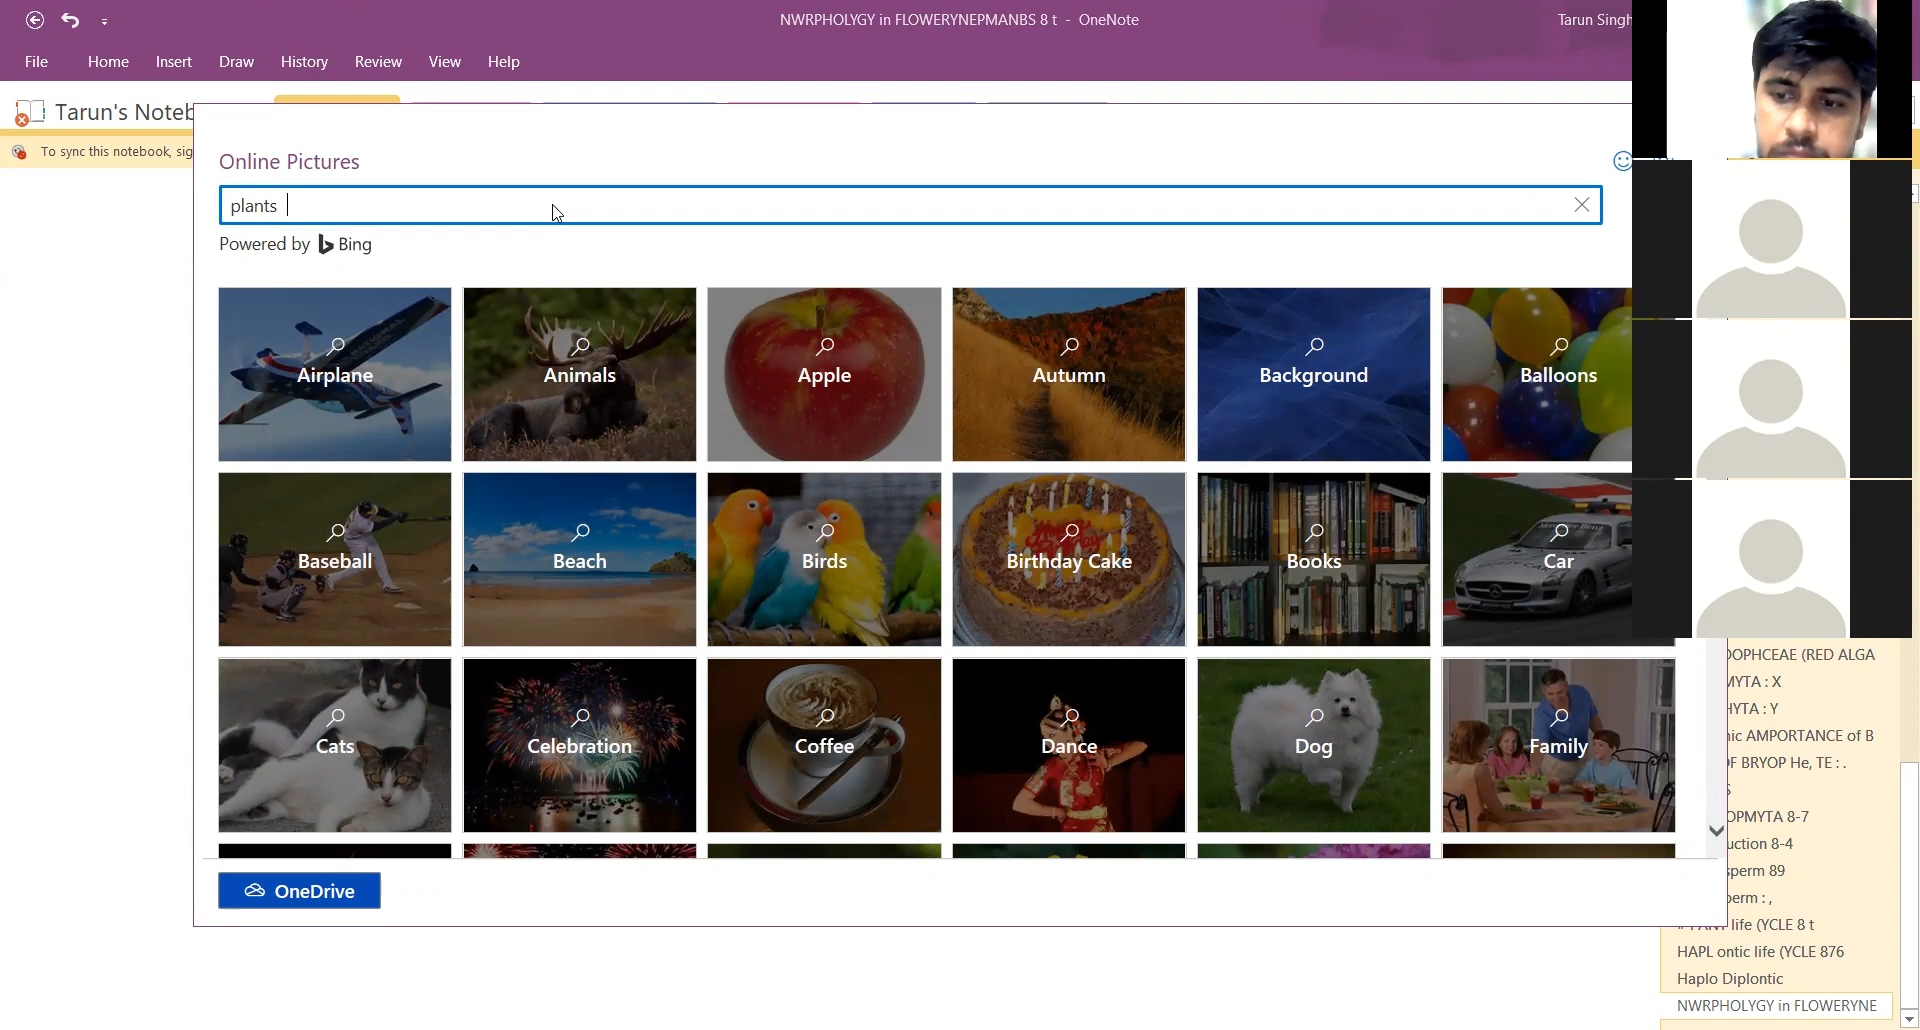 NWRPHOLYGY in FLOWERYNEPMANBS 8 t - OneNote
Tarun Singh
File Home Insert Draw History Review View Help
Tarun's Noteb
To sync this notebook, sig
Online Pictures
plants
Powered by Bing
Airplane
Animals
Apple
Autumn
Background
Balloons
Baseball
Beach
Birds
Birthday Cake
Books
Car
Cats
Celebration
Coffee
Dance
Dog
Family
OneDrive
OOPHCEAE (RED ALGA
MYTA : X
HYTA : Y
nic AMPORTANCE of B
OF BRYOP He, TE : .
OPMYTA 8-7
uction 8-4
sperm 89
perm : ,
life (YCLE 8 t
HAPL ontic life (YCLE 876
Haplo Diplontic
NWRPHOLYGY in FLOWERYNE